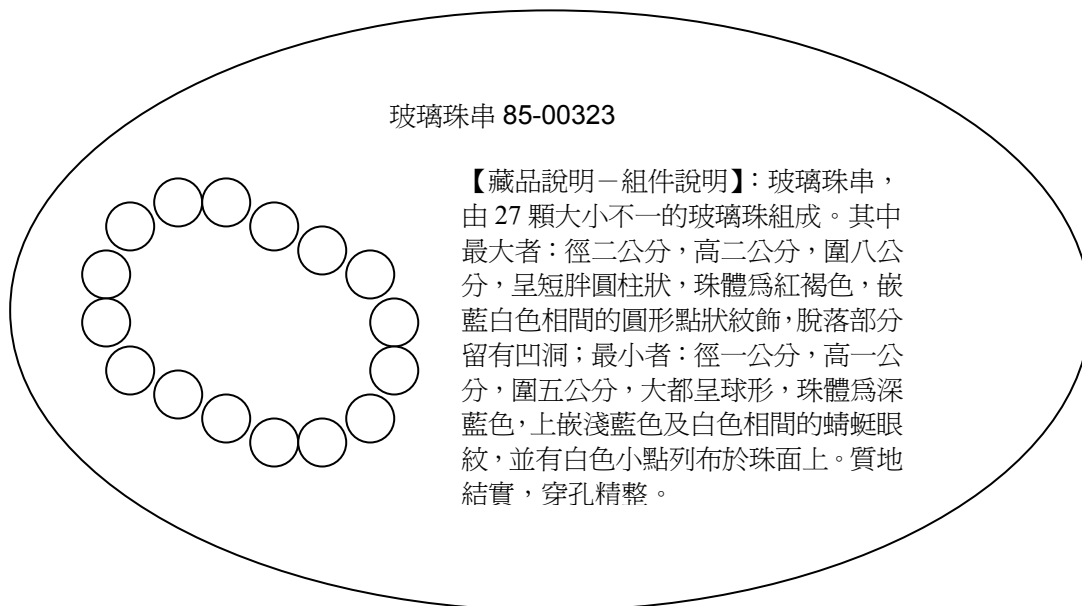 玻璃珠串 85-00323
【藏品說明－組件說明】：玻璃珠串，
由 27 顆大小不一的玻璃珠組成。其中
最大者：徑二公分，高二公分，圍八公
分，呈短胖圓柱狀，珠體爲紅褐色，嵌
藍白色相間的圓形點狀紋飾，脫落部分
留有凹洞；最小者：徑一公分，高一公
分，圍五公分，大都呈球形，珠體爲深
藍色，上嵌淺藍色及白色相間的蜻蜓眼
紋，並有白色小點列布於珠面上。質地
結實，穿孔精整。